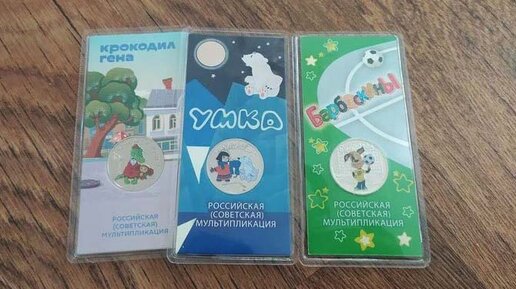 крокодил
гена
РОССИЙСКАЯ
(СОВЕТСКАЯ)
МУЛЬТИПЛИКАЦИЯ
УМКА
РОССИЙСКАЯ
(СОВЕТСКАЯ)
МУЛЬТИПЛИКАЦИЯ
Барбоскины
РОССИЙСКАЯ
(СОВЕТСКАЯ)
МУЛЬТИПЛИКАЦИЯ